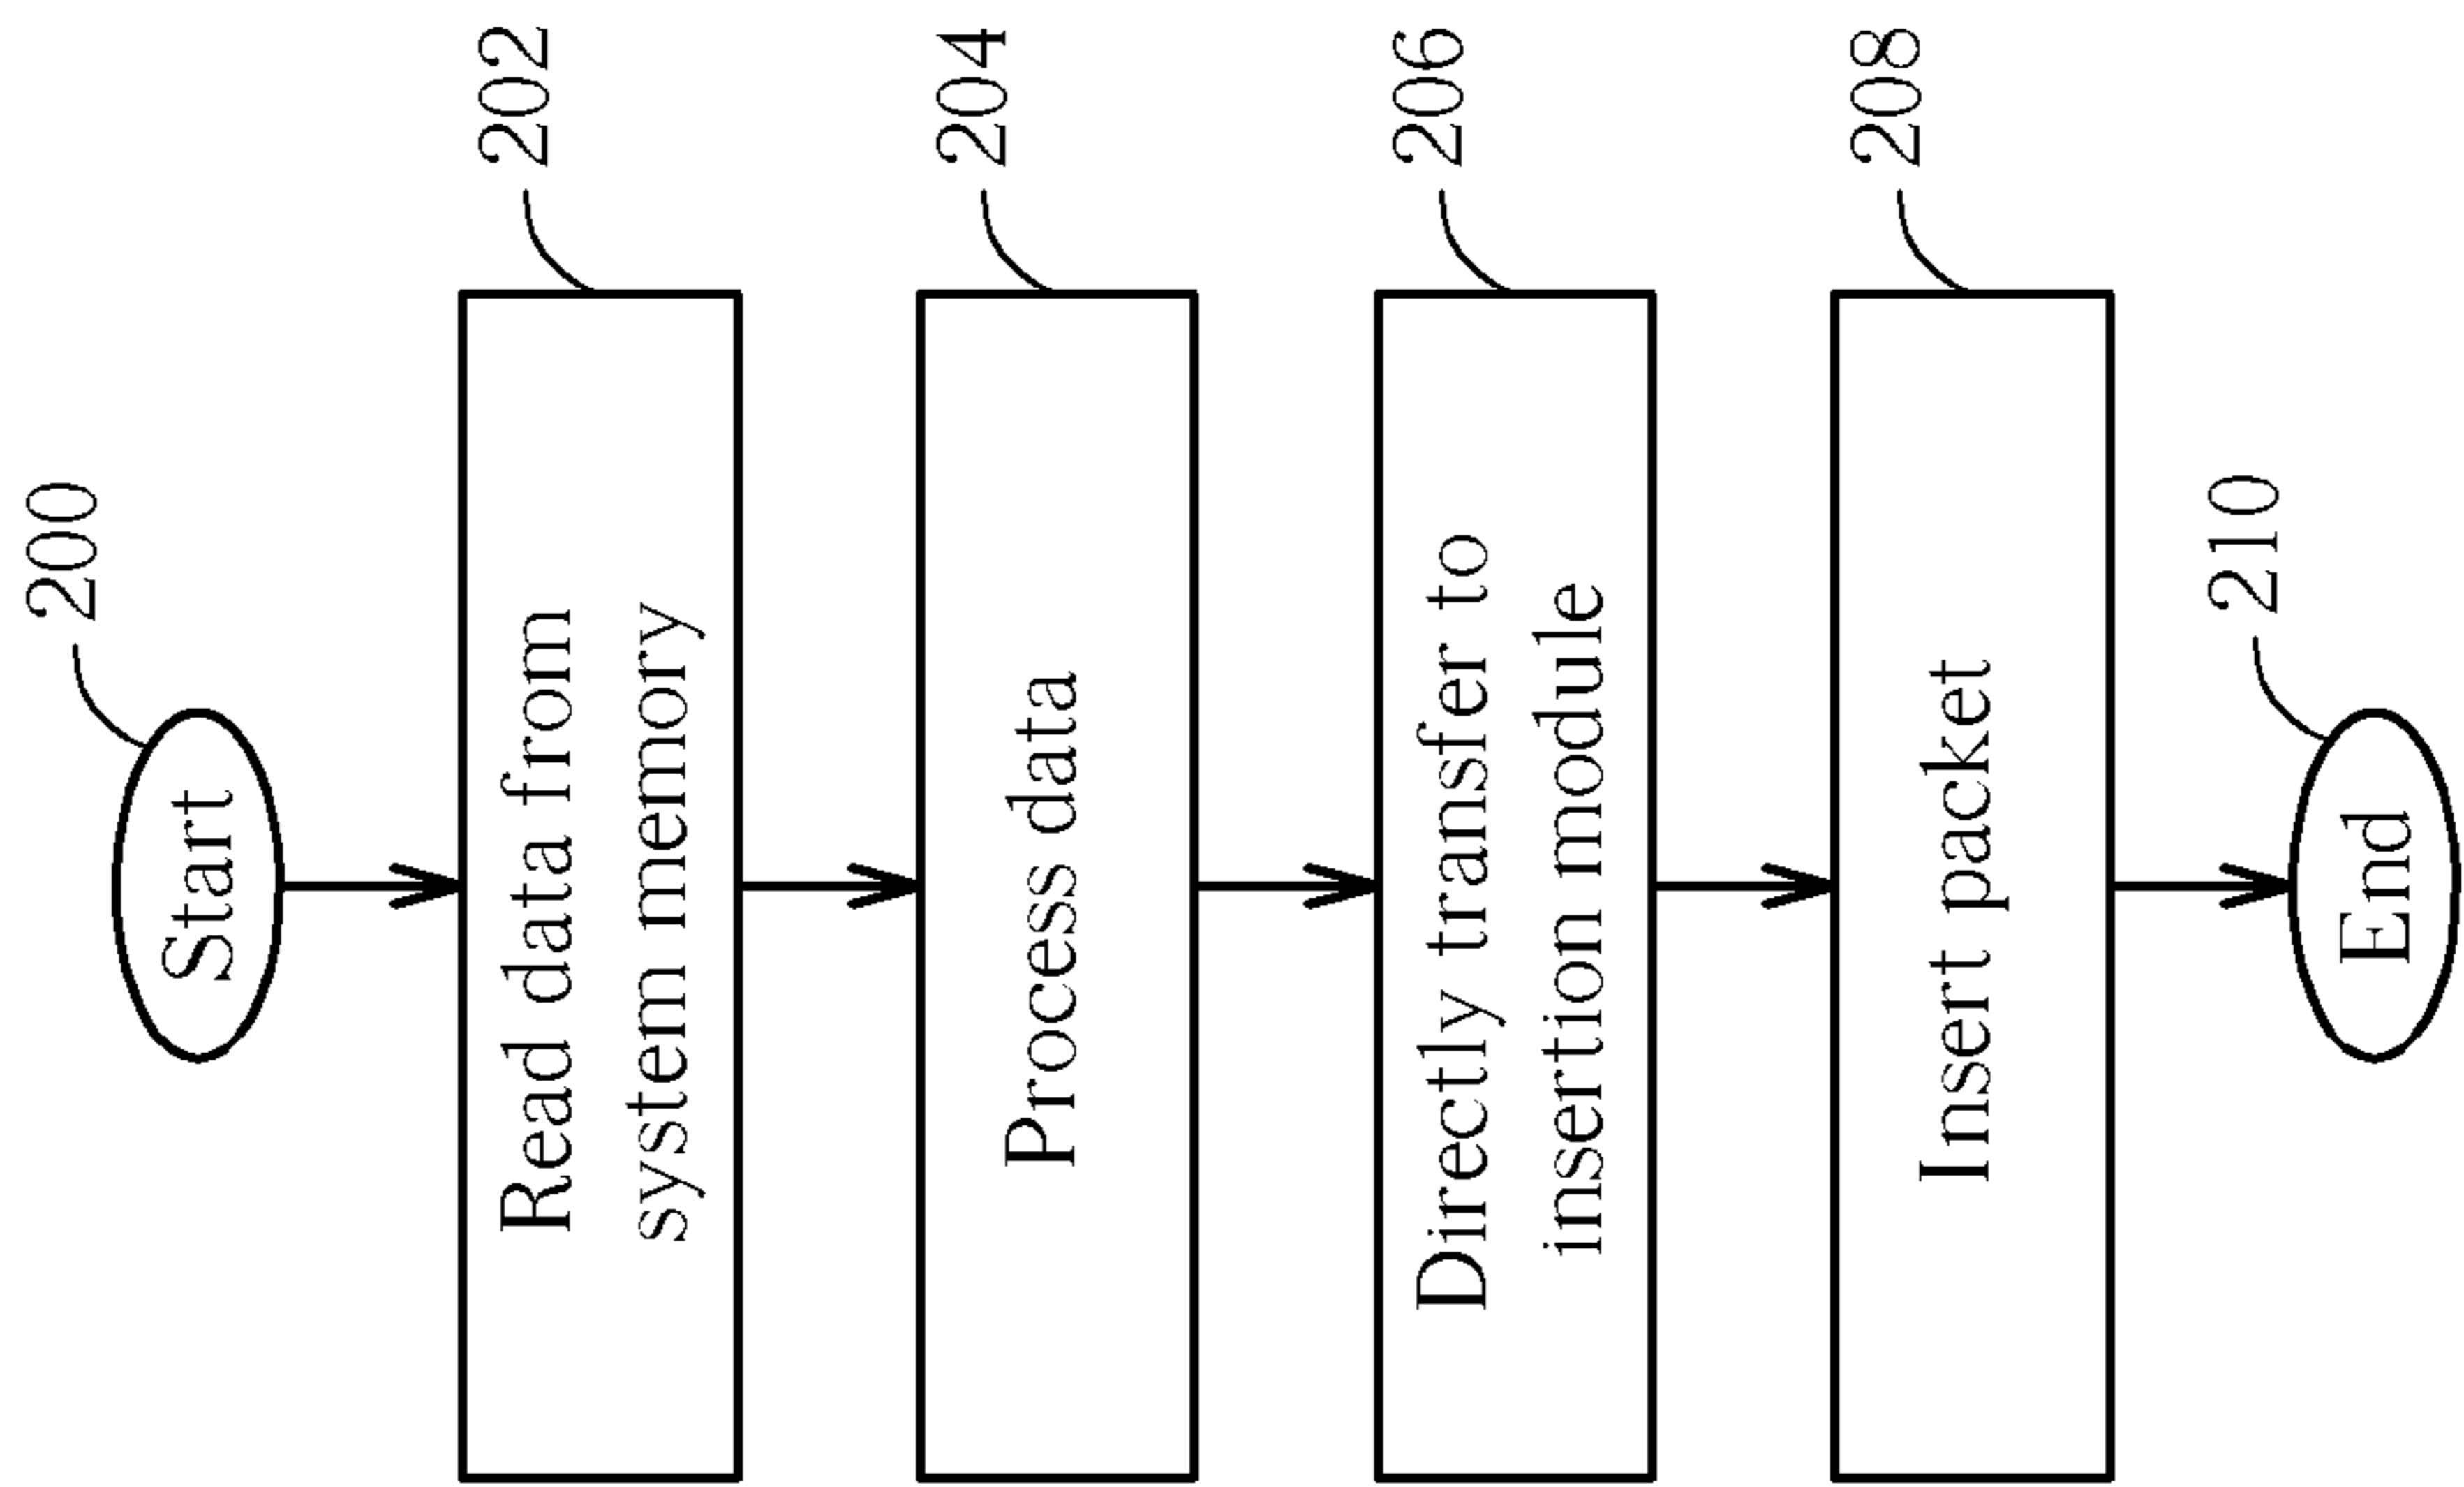 200
Start
202
Read data from
system memory
204
Process data
206
Directly transfer to
insertion module
208
Insert packet
210
End